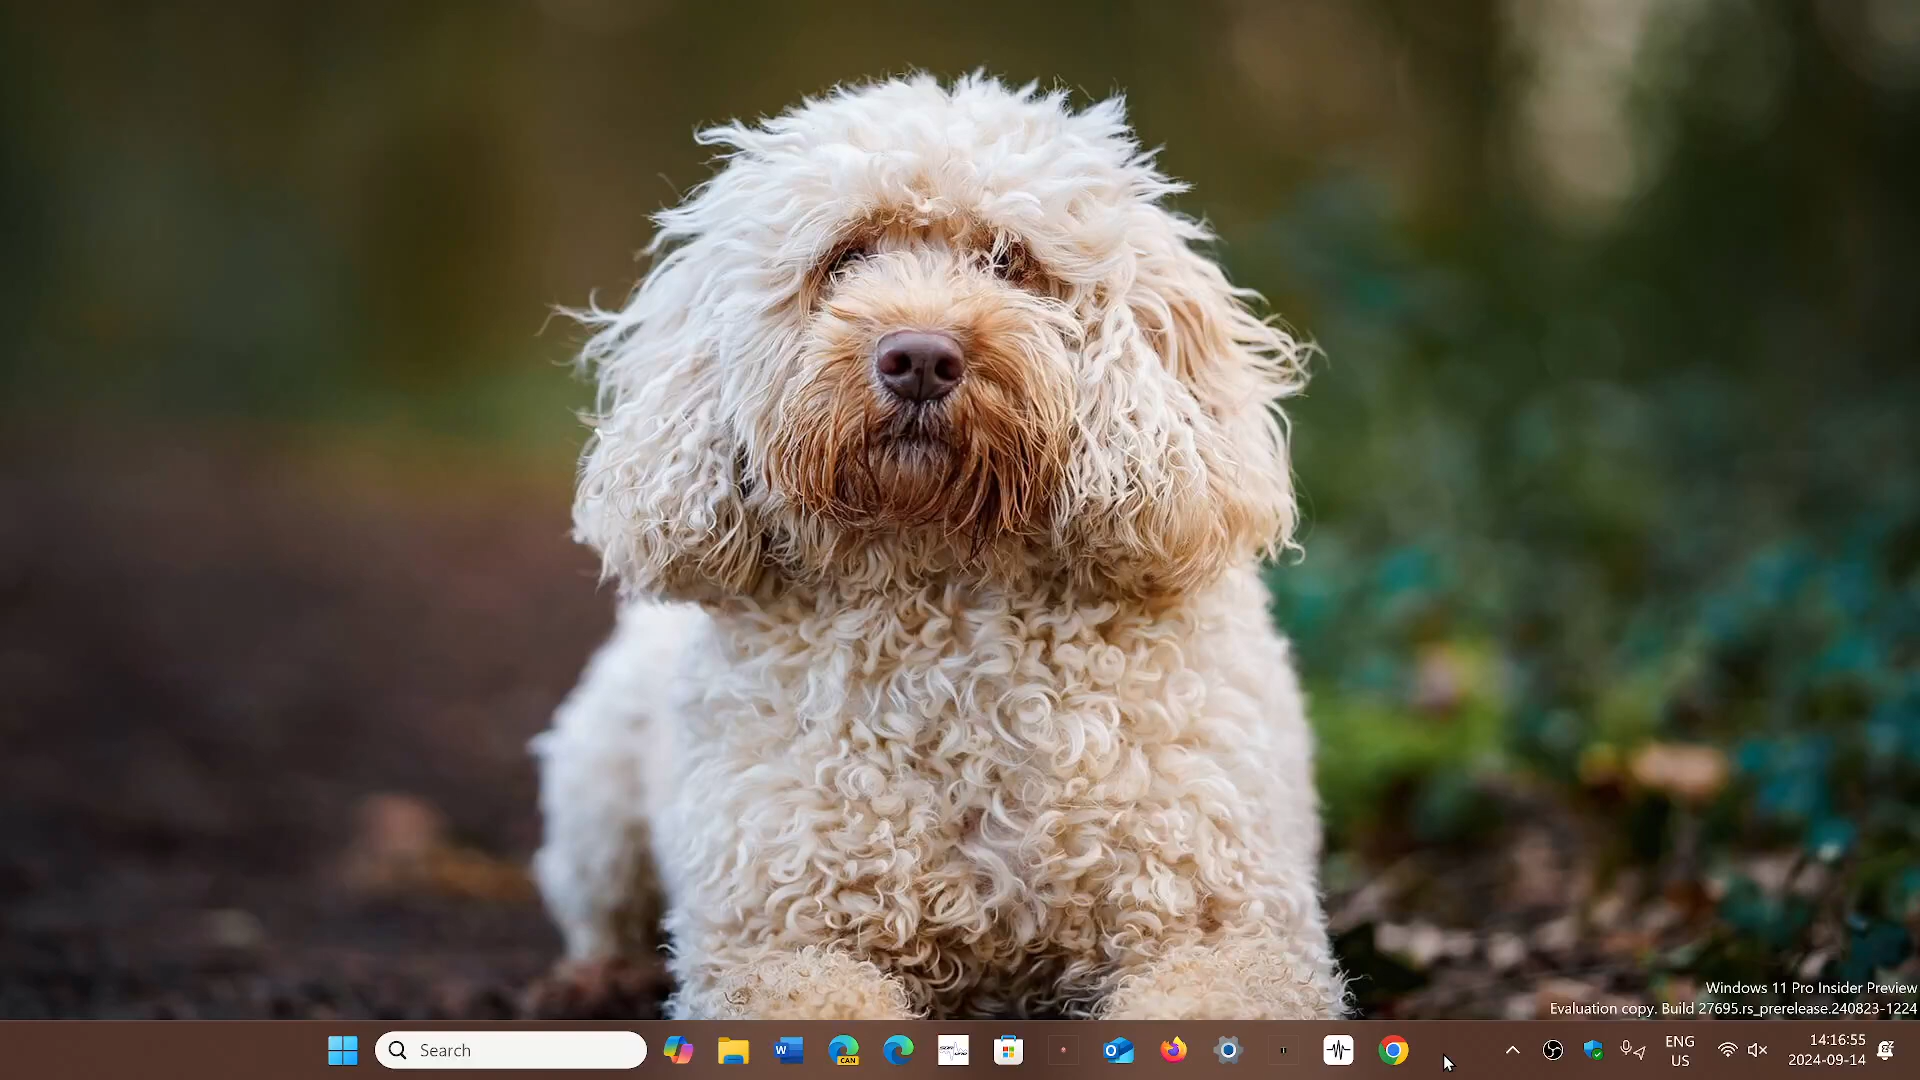 Windows 11 Pro Insider Preview
Evaluation copy. Build 27695.rs_prerelease.240823-1224
Search
W
CAN
ENG
US
14:16:55
2024-09-14